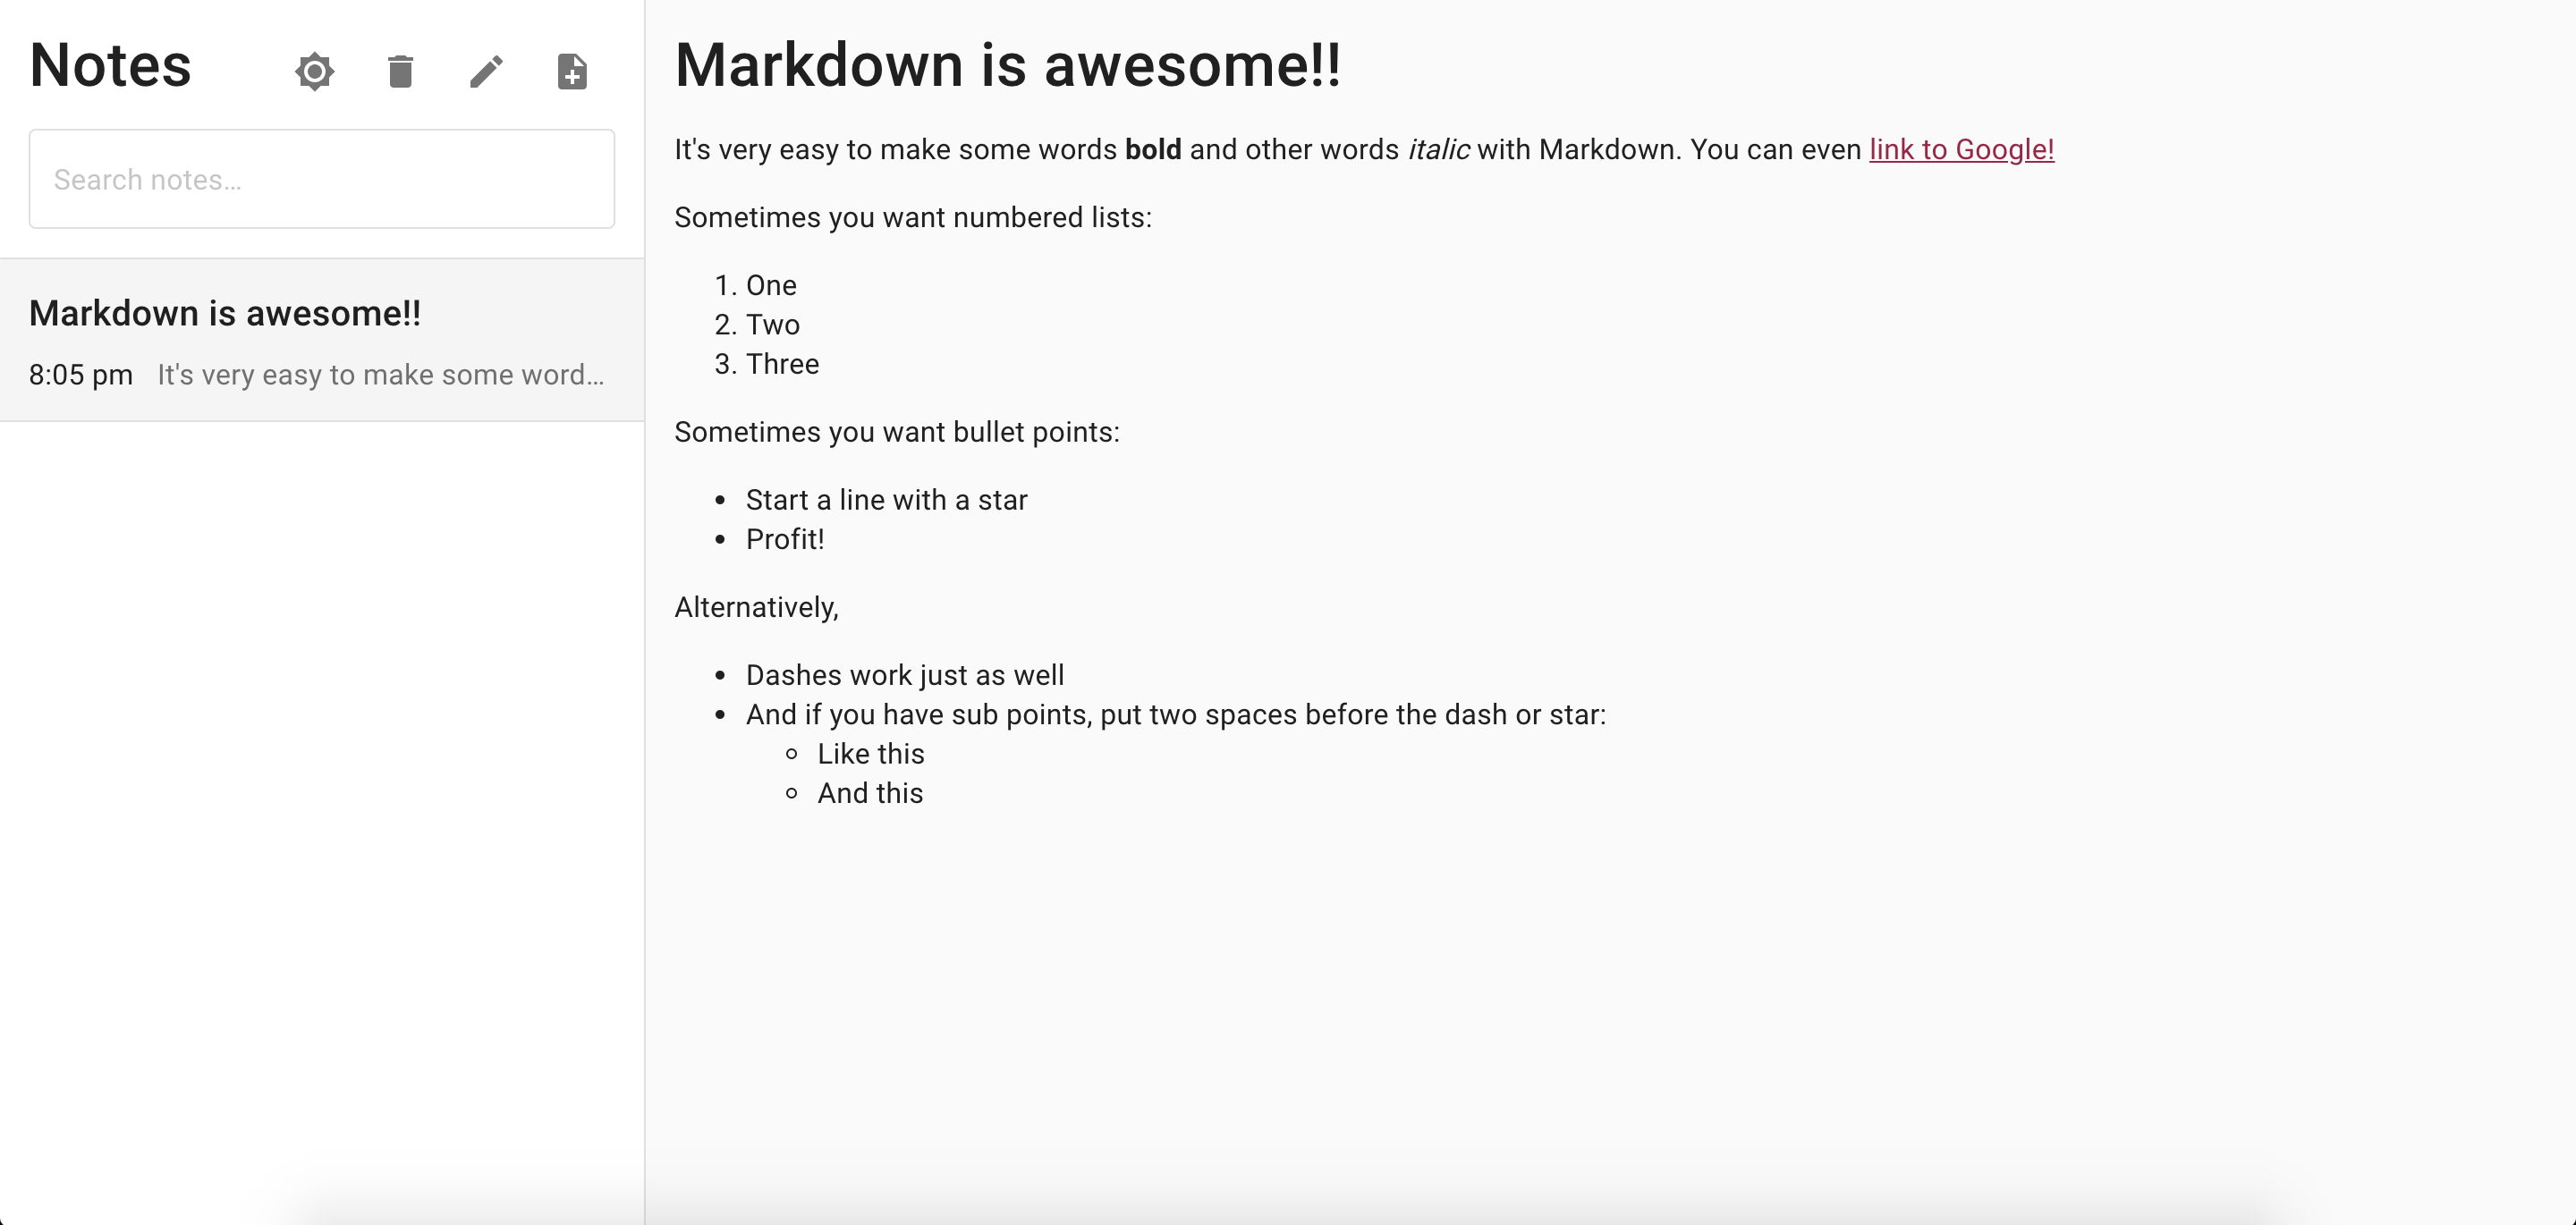 Notes
Search notes…
Markdown is awesome!!
8:05 pm It's very easy to make some word…
Markdown is awesome!!
It's very easy to make some words bold and other words italic with Markdown. You can even link to Google!
Sometimes you want numbered lists:
1. One
2. Two
3. Three
Sometimes you want bullet points:
• Start a line with a star
• Profit!
Alternatively,
• Dashes work just as well
• And if you have sub points, put two spaces before the dash or star:
◦ Like this
◦ And this